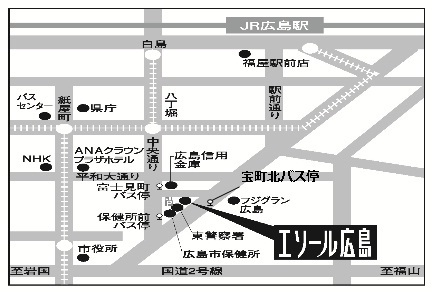 JR広島駅
白島
福屋駅前店
バス
センター
紙屋町
県庁
八丁堀
駅前通り
NHK
ANAクラウン
プラザホテル
中央通り
広島信用
金庫
宝町北バス停
平和大通り
富士見町
バス停
フジグラン
広島
保健所前
バス停
東警察署
エソール広島
市役所
広島市保健所
至岩国
国道2号線
至福山